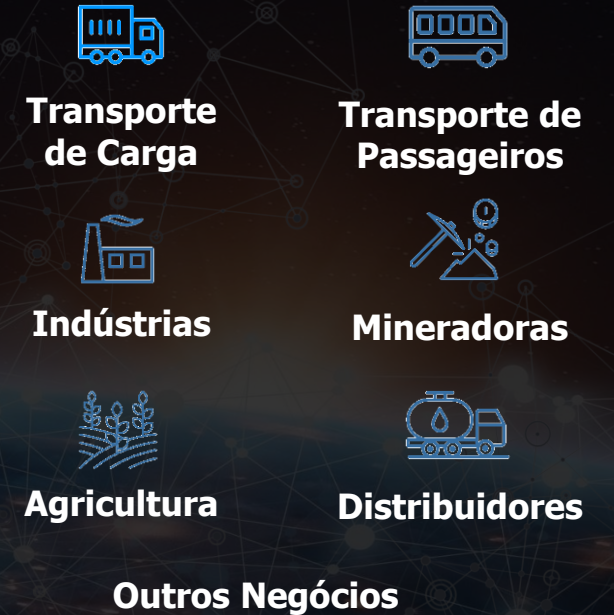 Transporte
de Carga
Transporte de
Passageiros
Indústrias
Mineradoras
Agricultura
Distribuidores
Outros Negócios